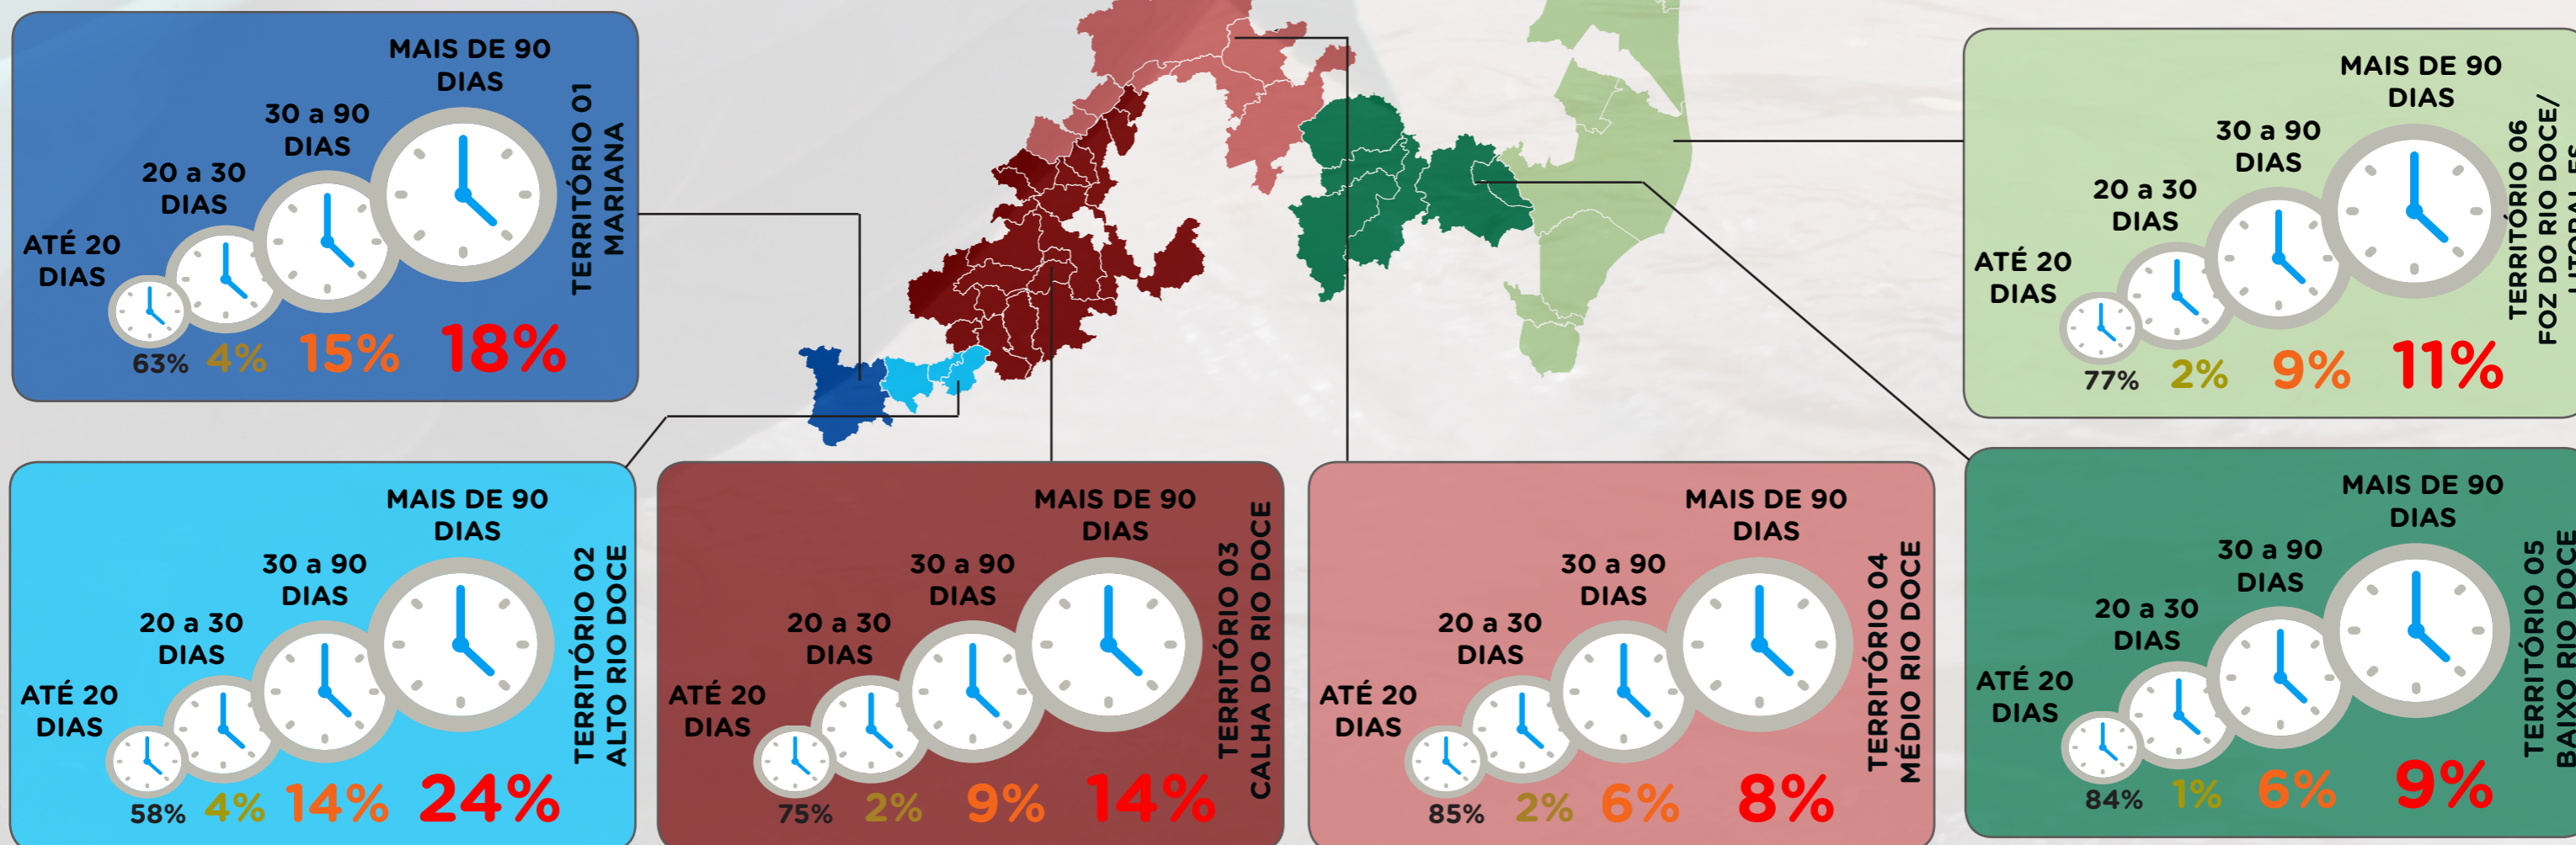 MAIS DE 90
DIAS
30 a 90
DIAS
20 a 30
DIAS
ATÉ 20
DIAS
63% 4% 15% 18%
TERRITÓRIO 01
MARIANA
MAIS DE 90
DIAS
30 a 90
DIAS
20 a 30
DIAS
ATÉ 20
DIAS
77% 2% 9% 11%
TERRITÓRIO 06
FOZ DO RIO DOCE/
MAIS DE 90
DIAS
30 a 90
DIAS
20 a 30
DIAS
ATÉ 20
DIAS
58% 4% 14% 24%
TERRITÓRIO 02
ALTO RIO DOCE
MAIS DE 90
DIAS
30 a 90
DIAS
20 a 30
DIAS
ATÉ 20
DIAS
75% 2% 9% 14%
TERRITÓRIO 03
CALHA DO RIO DOCE
MAIS DE 90
DIAS
30 a 90
DIAS
20 a 30
DIAS
ATÉ 20
DIAS
85% 2% 6% 8%
TERRITÓRIO 04
MÉDIO RIO DOCE
MAIS DE 90
DIAS
30 a 90
DIAS
20 a 30
DIAS
ATÉ 20
DIAS
84% 1% 6% 9%
TERRITÓRIO 05
BAIXO RIO DOCE